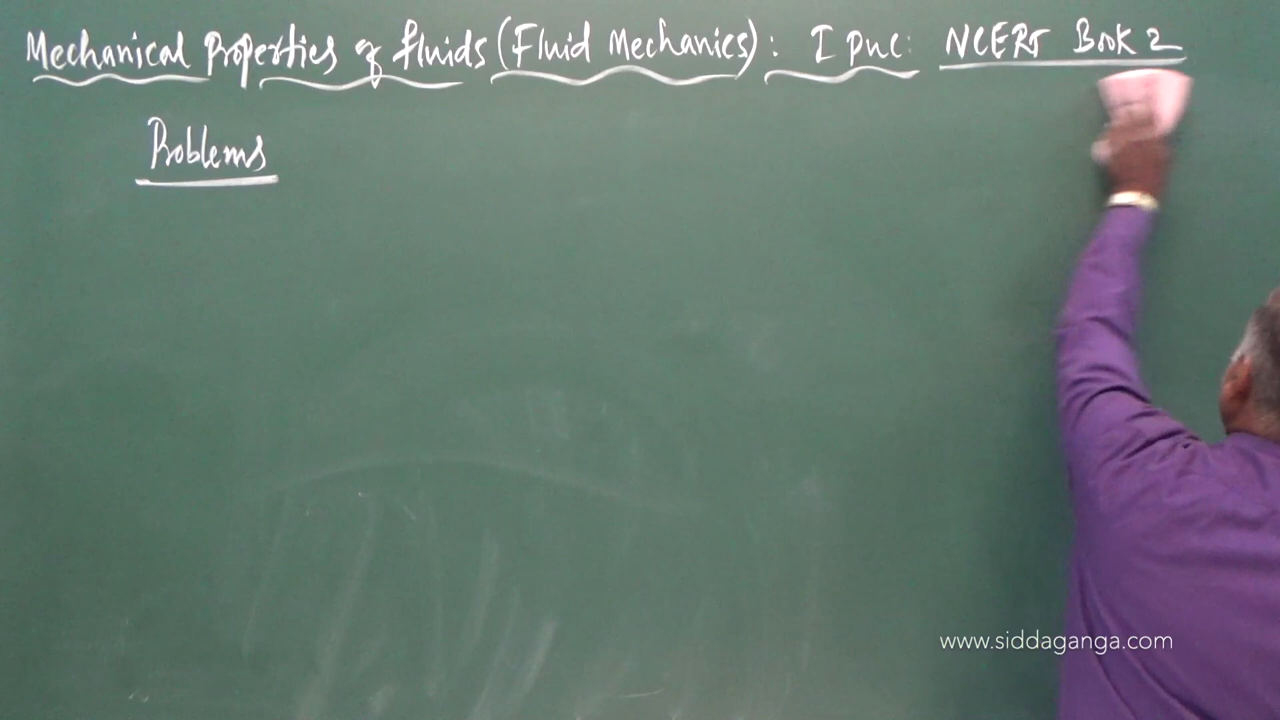 Mechanical Properties of fluids (Fluid Mechanics): I PUC: NCERT Book 2
Problems
www.siddaganga.com